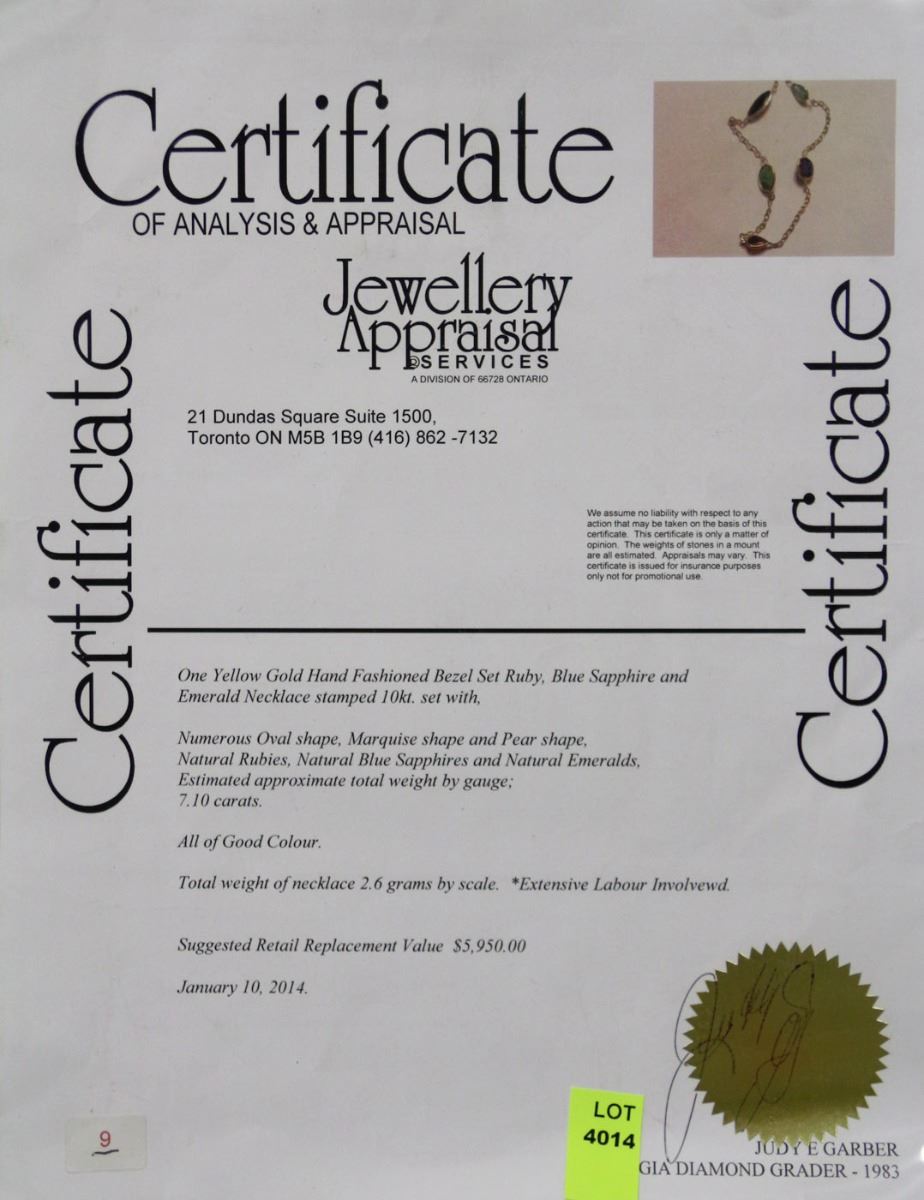 Certificate
OF ANALYSIS & APPRAISAL
Jewellery
Appraisal
©SERVICES
A DIVISION OF 66728 ONTARIO
Certificate
Certificate
21 Dundas Square Suite 1500,
Toronto ON M5B 1B9 (416) 862 -7132
We assume no liability with respect to any
action that may be taken on the basis of this
certificate. This certificate is only a matter of
opinion. The weights of stones in a mount
are all estimated. Appraisals may vary. This
certificate is issued for insurance purposes
only not for promotional use.
One Yellow Gold Hand Fashioned Bezel Set Ruby, Blue Sapphire and
Emerald Necklace stamped 10kt. set with,
Numerous Oval shape, Marquise shape and Pear shape,
Natural Rubies, Natural Blue Sapphires and Natural Emeralds,
Estimated approximate total weight by gauge;
7.10 carats.
All of Good Colour.
Total weight of necklace 2.6 grams by scale. *Extensive Labour Involvewd.
Suggested Retail Replacement Value $5,950.00
January 10, 2014.
9
LOT
4014
JUDY E GARBER
GIA DIAMOND GRADER - 1983